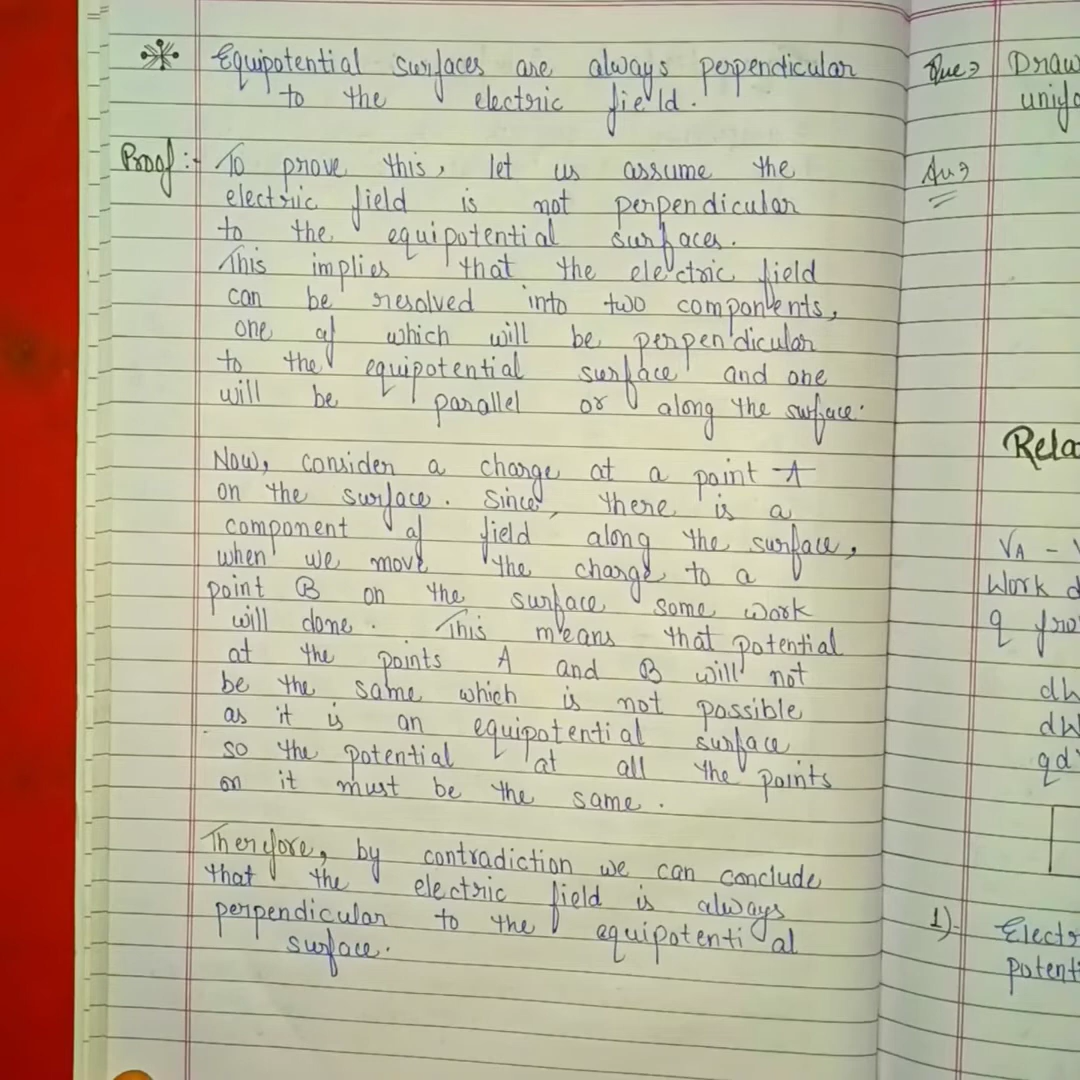 Equipotential surfaces are always perpendicular
to the electric field.
Proof :- To prove this, let us assume the
electric field is not perpendicular
to the equipotential surfaces.
This implies that the electric field
can be resolved into two components,
one of which will be perpendicular
to the equipotential surface and one
will be parallel or along the surface.
Now, consider a charge at a point A
on the surface. Since, there is a
component of field along the surface,
when we move the charge to a
point B on the surface some work
will done. This means that potential
at the points A and B will not
be the same which is not possible
as it is an equipotential surface
so the potential at all the points
on it must be the same.
Therefore, by contradiction we can conclude
that the electric field is always
perpendicular to the equipotential
surface.
Que> Draw
Ans
Rela
VA -
Work d
q fro
dW
dW
qd
1)- Electr
potent